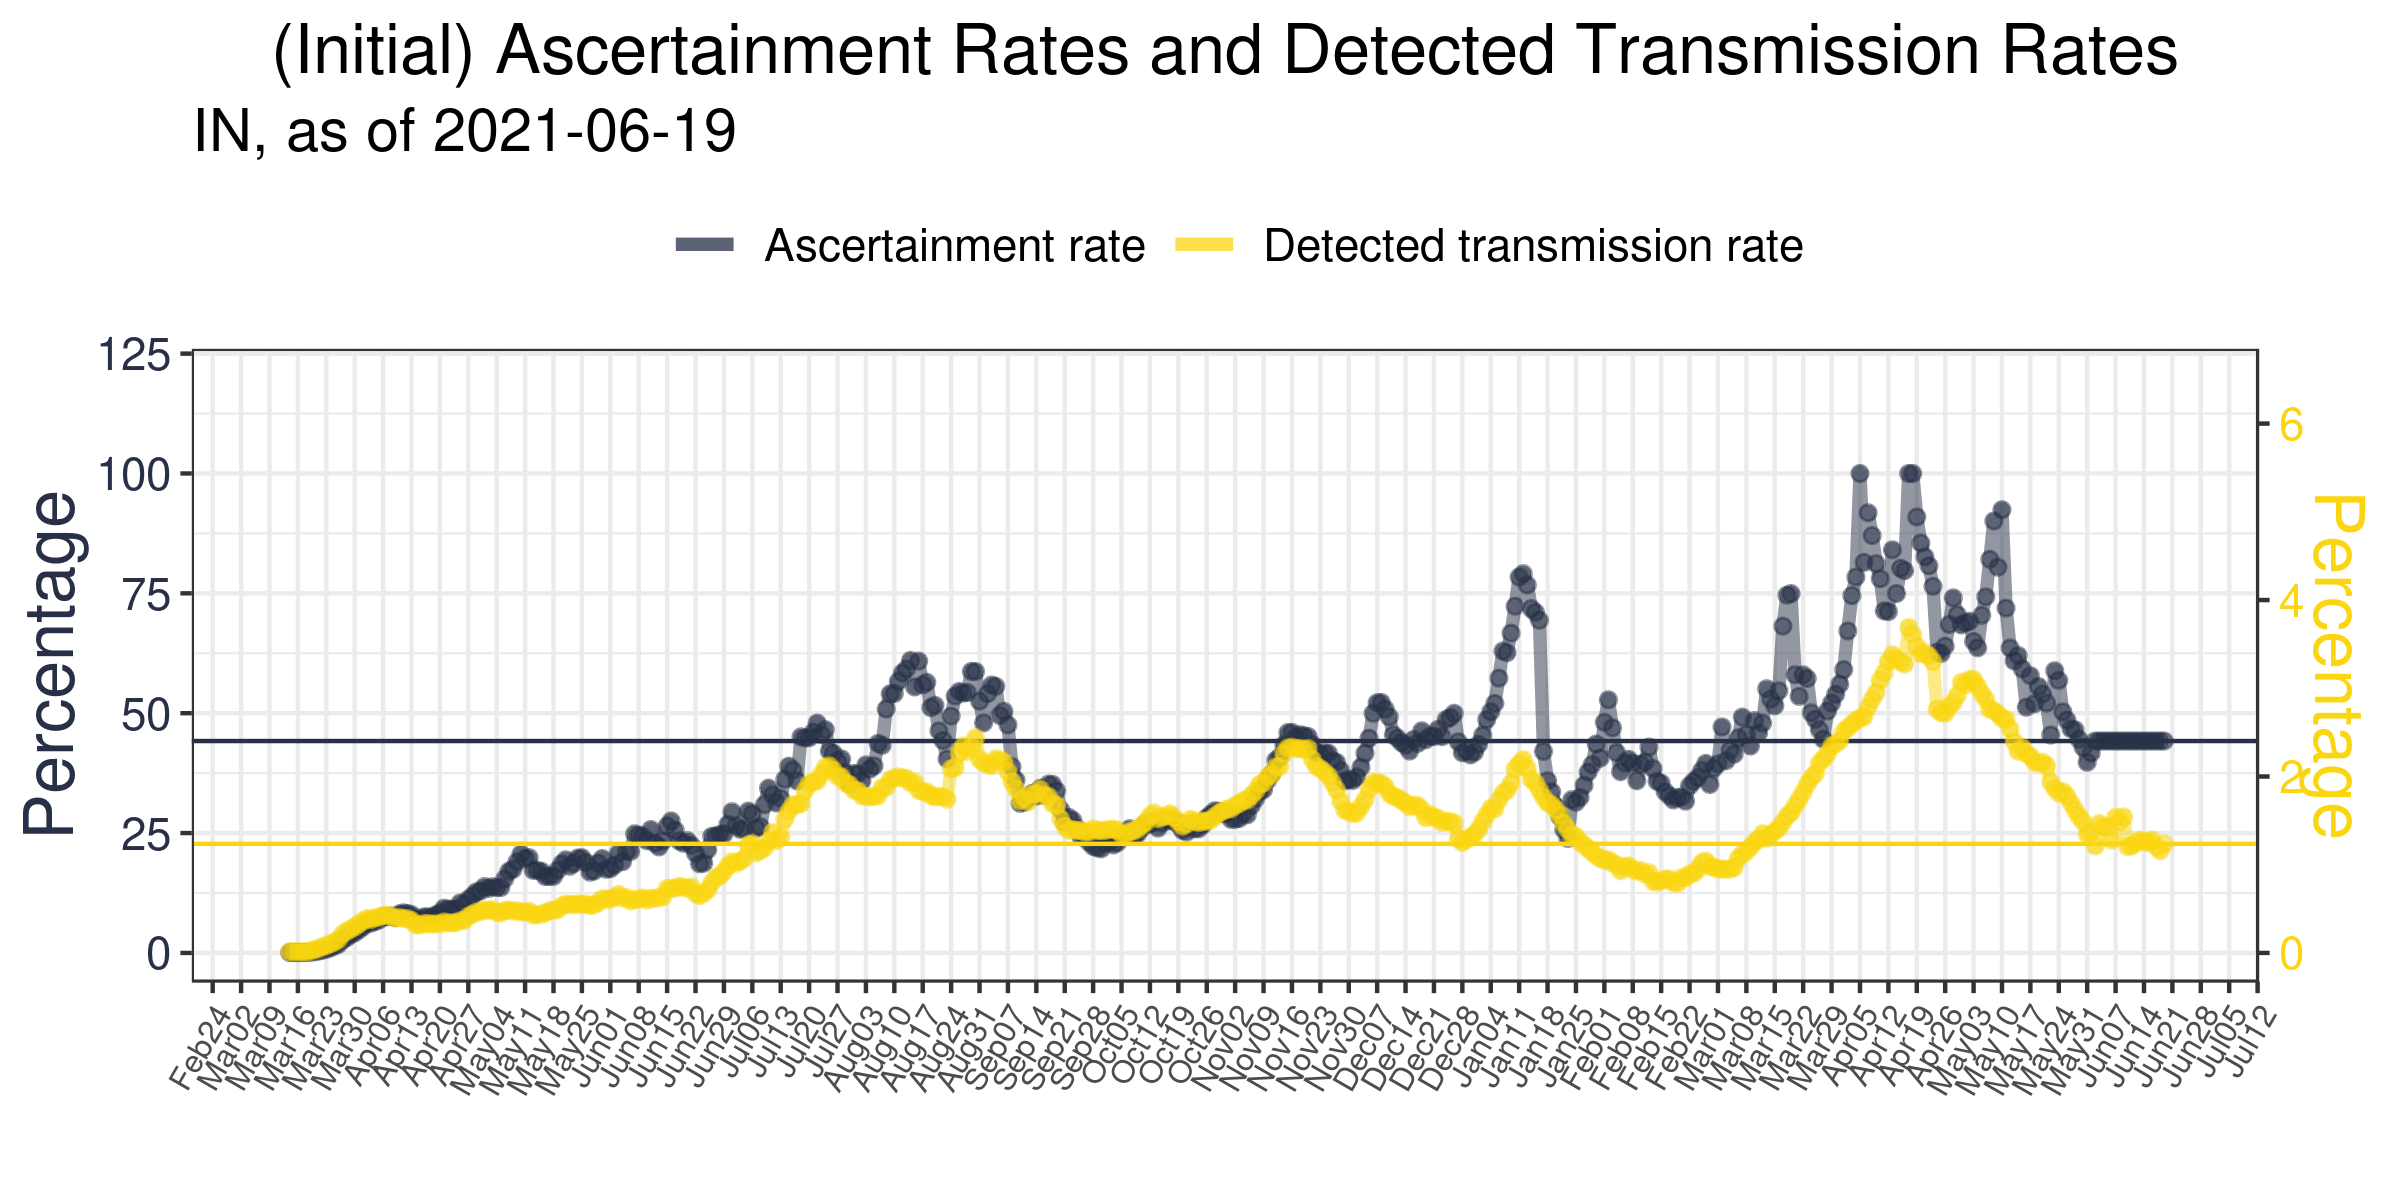 (Initial) Ascertainment Rates and Detected Transmission Rates
IN, as of 2021-06-19
Ascertainment rate
Detected transmission rate
125
100
75
50
25
0
Percentage
6
4
2
0
Percentage
Feb24
Mar02
Mar09
Mar16
Mar23
Mar30
Apr06
Apr13
Apr20
Apr27
May04
May11
May18
May25
Jun01
Jun08
Jun15
Jun22
Jun29
Jul06
Jul13
Jul20
Jul27
Aug03
Aug10
Aug17
Aug24
Aug31
Sep07
Sep14
Sep21
Sep28
Oct05
Oct12
Oct19
Oct26
Nov02
Nov09
Nov16
Nov23
Nov30
Dec07
Dec14
Dec21
Dec28
Jan04
Jan11
Jan18
Jan25
Feb01
Feb08
Feb15
Feb22
Mar01
Mar08
Mar15
Mar22
Mar29
Apr05
Apr12
Apr19
Apr26
May03
May10
May17
May24
May31
Jun07
Jun14
Jun21
Jun28
Jul05
Jul12